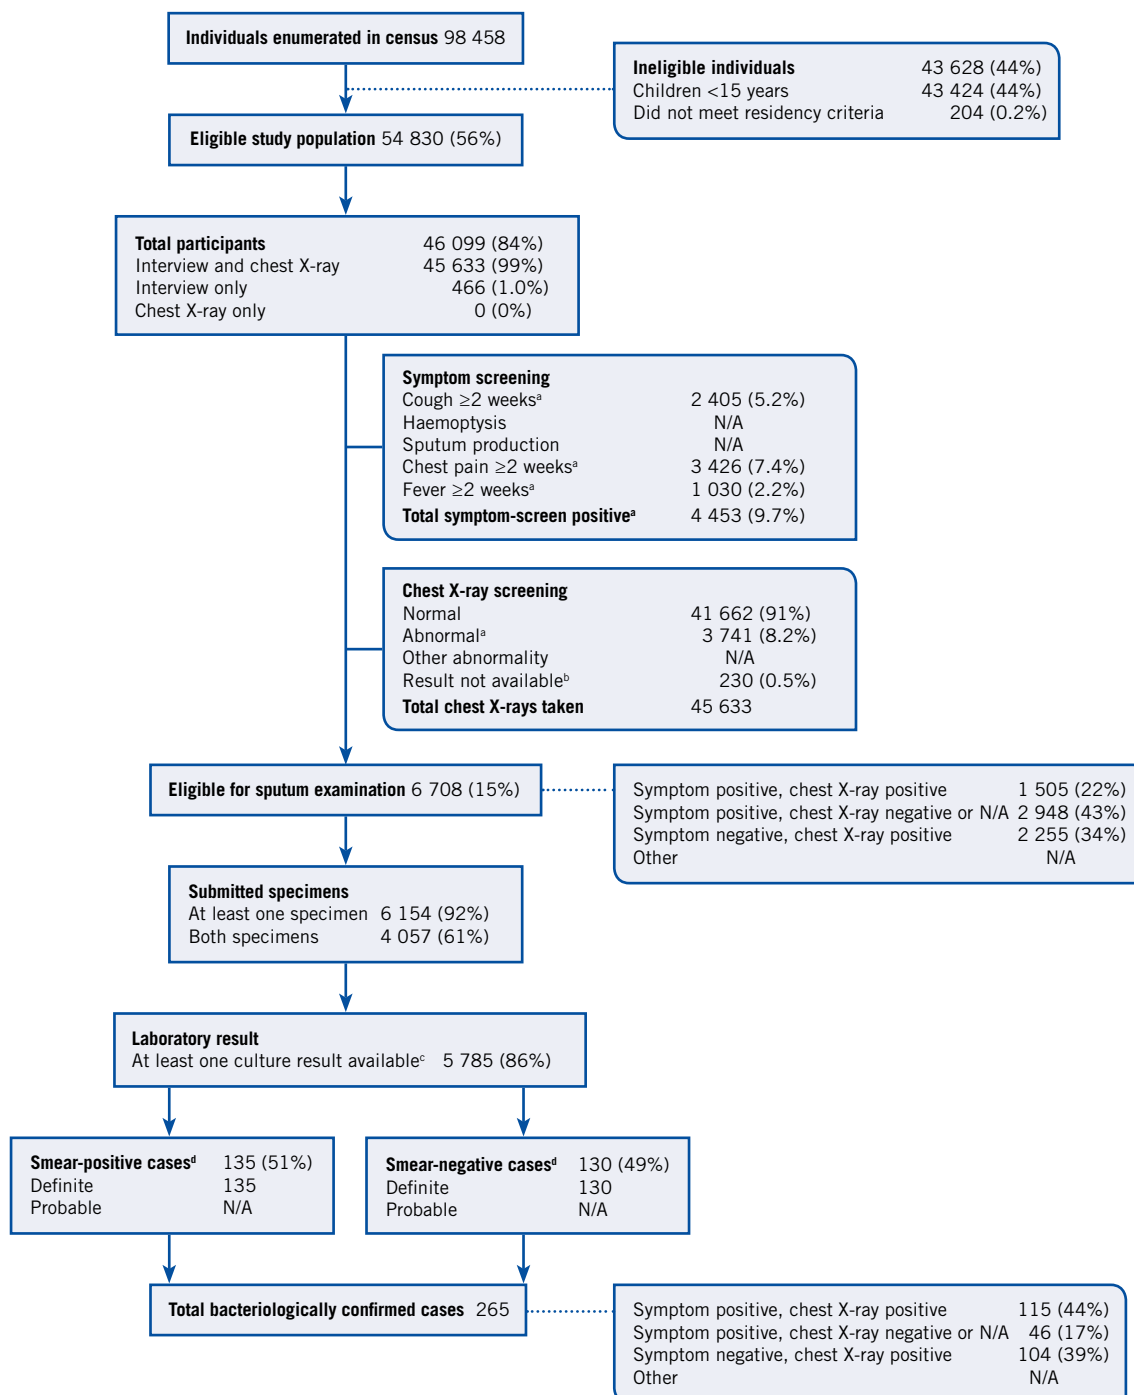 Individuals enumerated in census 98 458
Ineligible individuals 43 628 (44%)
Children <15 years 43 424 (44%)
Did not meet residency criteria 204 (0.2%)
Eligible study population 54 830 (56%)
Total participants 46 099 (84%)
Interview and chest X-ray 45 633 (99%)
Interview only 466 (1.0%)
Chest X-ray only 0 (0%)
Symptom screening
Cough ≥2 weeksᵃ 2 405 (5.2%)
Haemoptysis N/A
Sputum production N/A
Chest pain ≥2 weeksᵃ 3 426 (7.4%)
Fever ≥2 weeksᵃ 1 030 (2.2%)
Total symptom-screen positiveᵃ 4 453 (9.7%)
Chest X-ray screening
Normal 41 662 (91%)
Abnormalᵃ 3 741 (8.2%)
Other abnormality N/A
Result not availableᵇ 230 (0.5%)
Total chest X-rays taken 45 633
Eligible for sputum examination 6 708 (15%)
Symptom positive, chest X-ray positive 1 505 (22%)
Symptom positive, chest X-ray negative or N/A 2 948 (43%)
Symptom negative, chest X-ray positive 2 255 (34%)
Other N/A
Submitted specimens
At least one specimen 6 154 (92%)
Both specimens 4 057 (61%)
Laboratory result
At least one culture result availableᶜ 5 785 (86%)
Smear-positive casesᵈ 135 (51%)
Definite 135
Probable N/A
Smear-negative casesᵈ 130 (49%)
Definite 130
Probable N/A
Total bacteriologically confirmed cases 265
Symptom positive, chest X-ray positive 115 (44%)
Symptom positive, chest X-ray negative or N/A 46 (17%)
Symptom negative, chest X-ray positive 104 (39%)
Other N/A